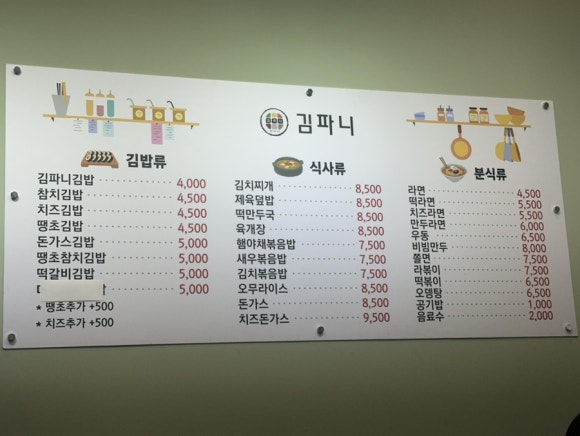 김파니
김밥류
김파니김밥 4,000
참치김밥 4,500
치즈김밥 4,500
땡초김밥 4,500
돈가스김밥 5,000
땡초참치김밥 5,000
떡갈비김밥 5,000
5,000
* 땡초추가 +500
* 치즈추가 +500
식사류
김치찌개 8,500
제육덮밥 8,500
떡만두국 8,500
육개장 8,500
햄야채볶음밥 7,500
새우볶음밥 7,500
김치볶음밥 7,500
오무라이스 8,500
돈가스 8,500
치즈돈가스 9,500
분식류
라면 4,500
떡라면 5,500
치즈라면 5,500
만두라면 6,000
우동 6,500
비빔만두 8,000
쫄면 7,500
라볶이 7,500
떡볶이 6,500
오뎅탕 6,500
공기밥 1,000
음료수 2,000